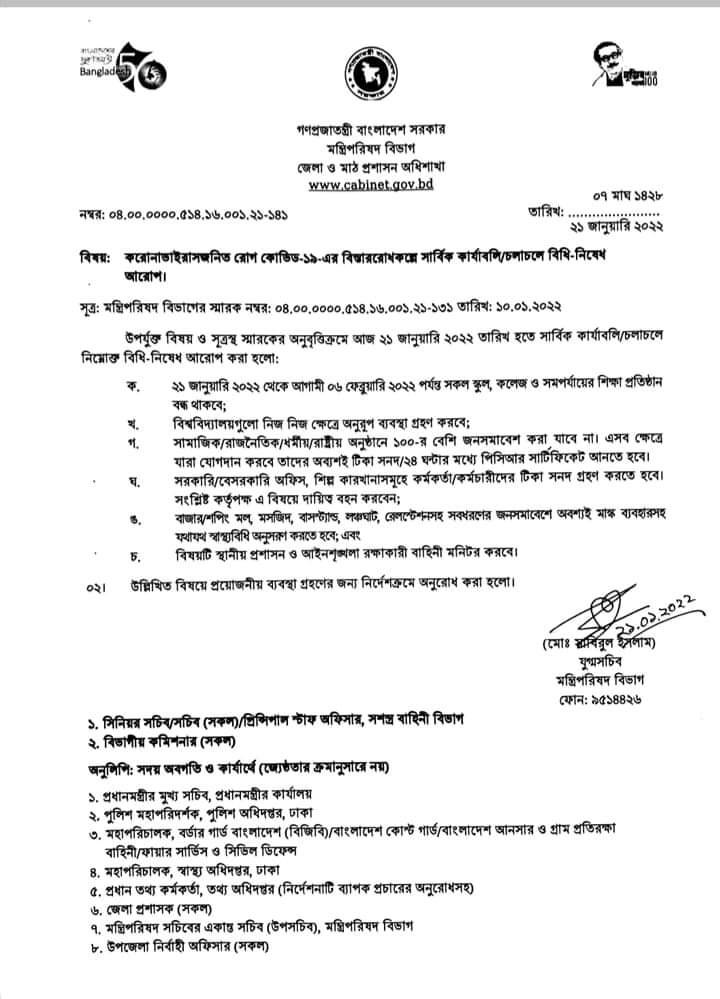 বাংলাদেশের
Bangladesh 50
মুজিব 100
গণপ্রজাতন্ত্রী বাংলাদেশ সরকার
মন্ত্রিপরিষদ বিভাগ
জেলা ও মাঠ প্রশাসন অধিশাখা
www.cabinet.gov.bd
নম্বর: ০৪.০০.০০০০.৫১৪.১৬.০০১.২১-১৪১
০৭ মাঘ ১৪২৮
তারিখ: ........................
২১ জানুয়ারি ২০২২
বিষয়: করোনাভাইরাসজনিত রোগ কোভিড-১৯-এর বিস্তাররোধকল্পে সার্বিক কার্যাবলি/চলাচলে বিধি-নিষেধ
আরোপ।
সূত্র: মন্ত্রিপরিষদ বিভাগের স্মারক নম্বর: ০৪.০০.০০০০.৫১৪.১৬.০০১.২১-১৩১ তারিখ: ১০.০১.২০২২
উপর্যুক্ত বিষয় ও সূত্রস্থ স্মারকের অনুবৃত্তিক্রমে আজ ২১ জানুয়ারি ২০২২ তারিখ হতে সার্বিক কার্যাবলি/চলাচলে
নিম্নোক্ত বিধি-নিষেধ আরোপ করা হলো:
ক. ২১ জানুয়ারি ২০২২ থেকে আগামী ০৬ ফেব্রুয়ারি ২০২২ পর্যন্ত সকল স্কুল, কলেজ ও সমপর্যায়ের শিক্ষা প্রতিষ্ঠান
বন্ধ থাকবে;
খ. বিশ্ববিদ্যালয়গুলো নিজ নিজ ক্ষেত্রে অনুরূপ ব্যবস্থা গ্রহণ করবে;
গ. সামাজিক/রাজনৈতিক/ধর্মীয়/রাষ্ট্রীয় অনুষ্ঠানে ১০০-র বেশি জনসমাবেশ করা যাবে না। এসব ক্ষেত্রে
যারা যোগদান করবে তাদের অবশ্যই টিকা সনদ/২৪ ঘন্টার মধ্যে পিসিআর সার্টিফিকেট আনতে হবে।
ঘ. সরকারি/বেসরকারি অফিস, শিল্প কারখানাসমূহে কর্মকর্তা/কর্মচারীদের টিকা সনদ গ্রহণ করতে হবে।
সংশ্লিষ্ট কর্তৃপক্ষ এ বিষয়ে দায়িত্ব বহন করবেন;
ঙ. বাজার/শপিং মল, মসজিদ, বাসস্ট্যান্ড, লঞ্চঘাট, রেলস্টেশনসহ সবধরণের জনসমাবেশে অবশ্যই মাস্ক ব্যবহারসহ
যথাযথ স্বাস্থ্যবিধি অনুসরণ করতে হবে; এবং
চ. বিষয়টি স্থানীয় প্রশাসন ও আইনশৃঙ্খলা রক্ষাকারী বাহিনী মনিটর করবে।
০২। উল্লিখিত বিষয়ে প্রয়োজনীয় ব্যবস্থা গ্রহণের জন্য নির্দেশক্রমে অনুরোধ করা হলো।
২১.০১.২০২২
(মোঃ সাবিরুল ইসলাম)
যুগ্মসচিব
মন্ত্রিপরিষদ বিভাগ
ফোন: ৯৫১৪৪২৬
১. সিনিয়র সচিব/সচিব (সকল)/প্রিন্সিপাল স্টাফ অফিসার, সশস্ত্র বাহিনী বিভাগ
২. বিভাগীয় কমিশনার (সকল)
অনুলিপি: সদয় অবগতি ও কার্যার্থে (জ্যেষ্ঠতার ক্রমানুসারে নয়)
১. প্রধানমন্ত্রীর মুখ্য সচিব, প্রধানমন্ত্রীর কার্যালয়
২. পুলিশ মহাপরিদর্শক, পুলিশ অধিদপ্তর, ঢাকা
৩. মহাপরিচালক, বর্ডার গার্ড বাংলাদেশ (বিজিবি)/বাংলাদেশ কোস্ট গার্ড/বাংলাদেশ আনসার ও গ্রাম প্রতিরক্ষা
বাহিনী/ফায়ার সার্ভিস ও সিভিল ডিফেন্স
৪. মহাপরিচালক, স্বাস্থ্য অধিদপ্তর, ঢাকা
৫. প্রধান তথ্য কর্মকর্তা, তথ্য অধিদপ্তর (নির্দেশনাটি ব্যাপক প্রচারের অনুরোধসহ)
৬. জেলা প্রশাসক (সকল)
৭. মন্ত্রিপরিষদ সচিবের একান্ত সচিব (উপসচিব), মন্ত্রিপরিষদ বিভাগ
৮. উপজেলা নির্বাহী অফিসার (সকল)